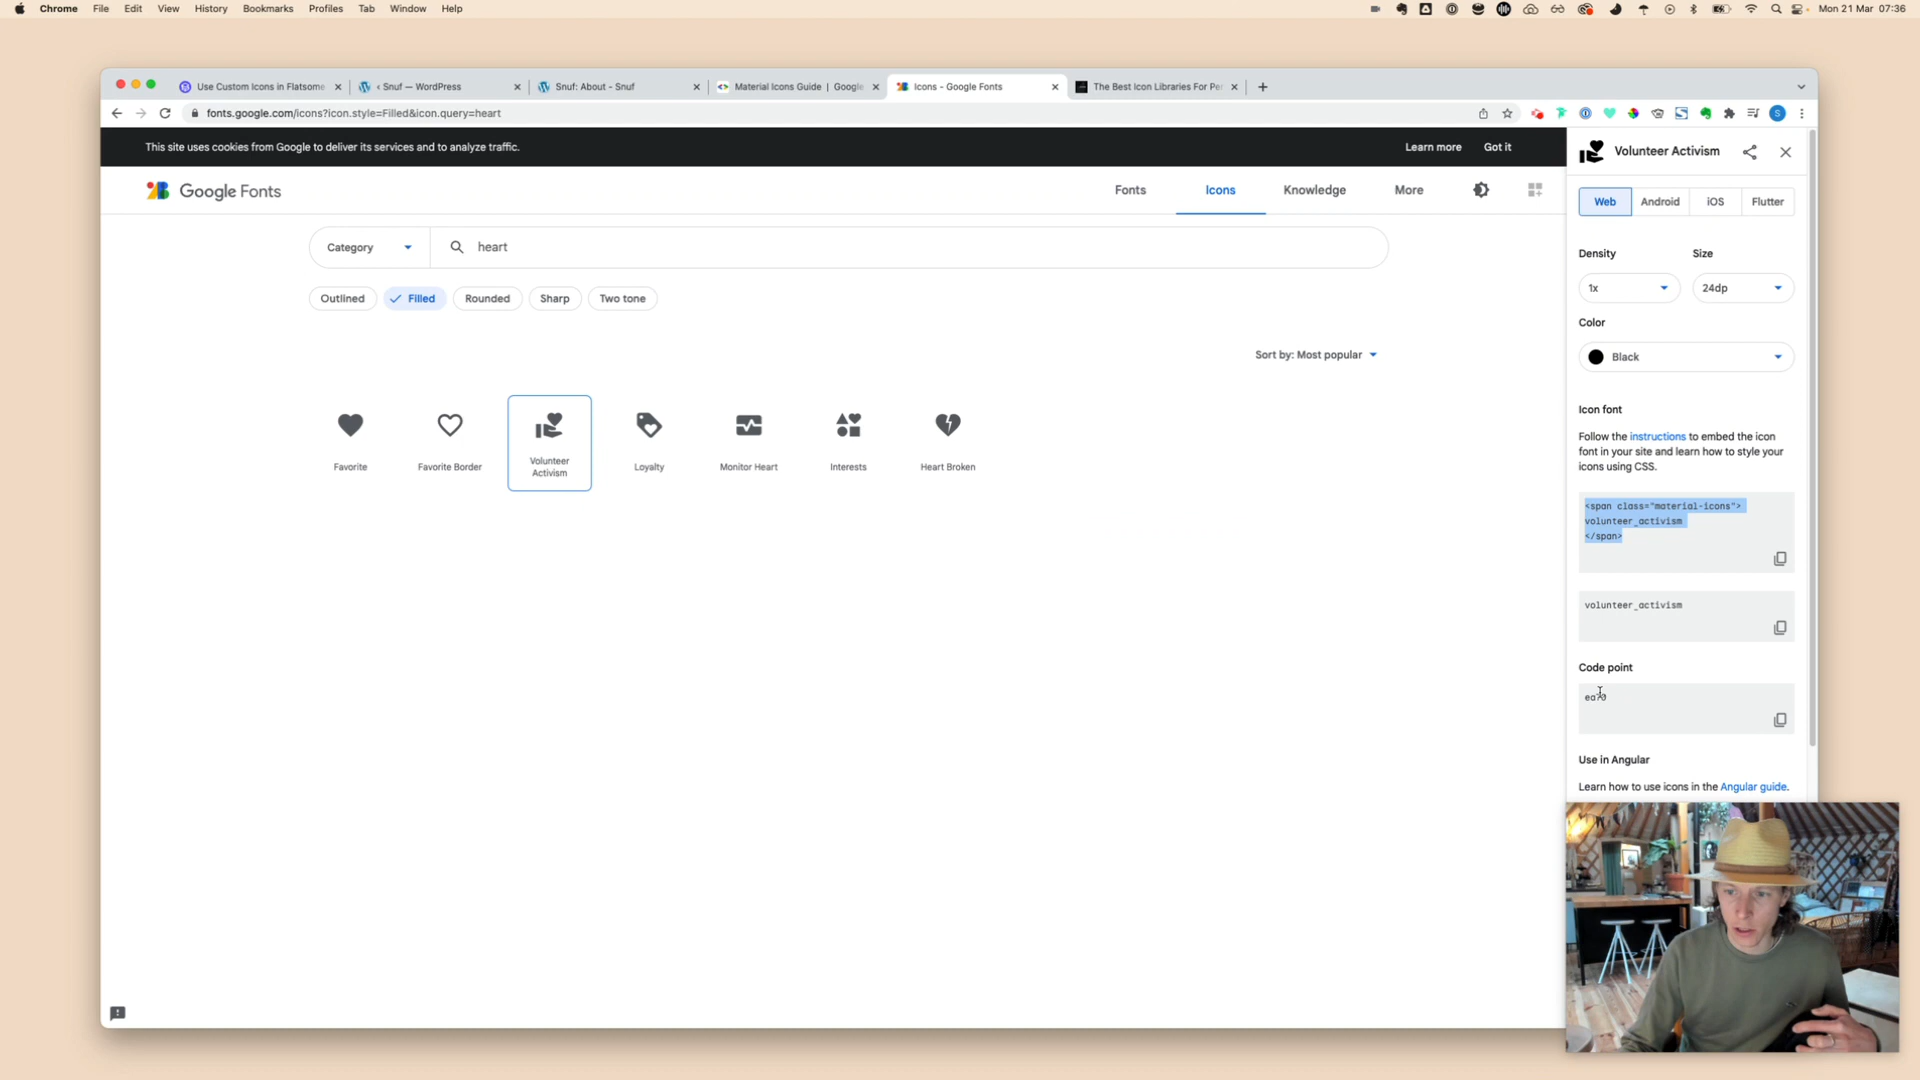 Chrome File Edit View History Bookmarks Profiles Tab Window Help
Mon 21 Mar 07:36
Use Custom Icons in Flatsome
‹ Snuf — WordPress
Snuf: About - Snuf
Material Icons Guide | Google
Icons - Google Fonts
The Best Icon Libraries For Per
fonts.google.com/icons?icon.style=Filled&icon.query=heart
S
This site uses cookies from Google to deliver its services and to analyze traffic.
Learn more
Got it
Google Fonts
Fonts
Icons
Knowledge
More
Category
heart
Outlined
Filled
Rounded
Sharp
Two tone
Sort by: Most popular
Favorite
Favorite Border
Volunteer
Activism
Loyalty
Monitor Heart
Interests
Heart Broken
Volunteer Activism
Web
Android
iOS
Flutter
Density
Size
1x
24dp
Color
Black
Icon font
Follow the instructions to embed the icon
font in your site and learn how to style your
icons using CSS.
<span class="material-icons">
volunteer_activism
</span>
volunteer_activism
Code point
ea70
Use in Angular
Learn how to use icons in the Angular guide.